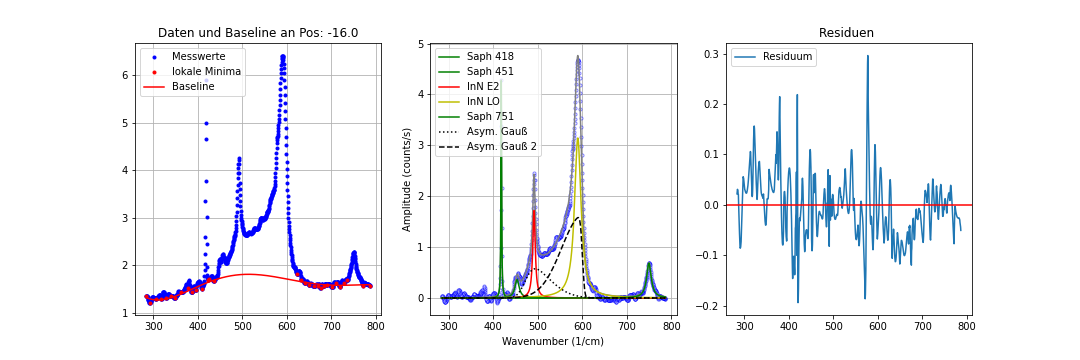 Daten und Baseline an Pos: -16.0
Messwerte
lokale Minima
Baseline
6
5
4
3
2
1
300 400 500 600 700 800
Saph 418
Saph 451
InN E2
InN LO
Saph 751
Asym. Gauß
Asym. Gauß 2
Amplitude (counts/s)
5
4
3
2
1
0
300 400 500 600 700 800
Wavenumber (1/cm)
Residuen
Residuum
0.3
0.2
0.1
0.0
−0.1
−0.2
300 400 500 600 700 800